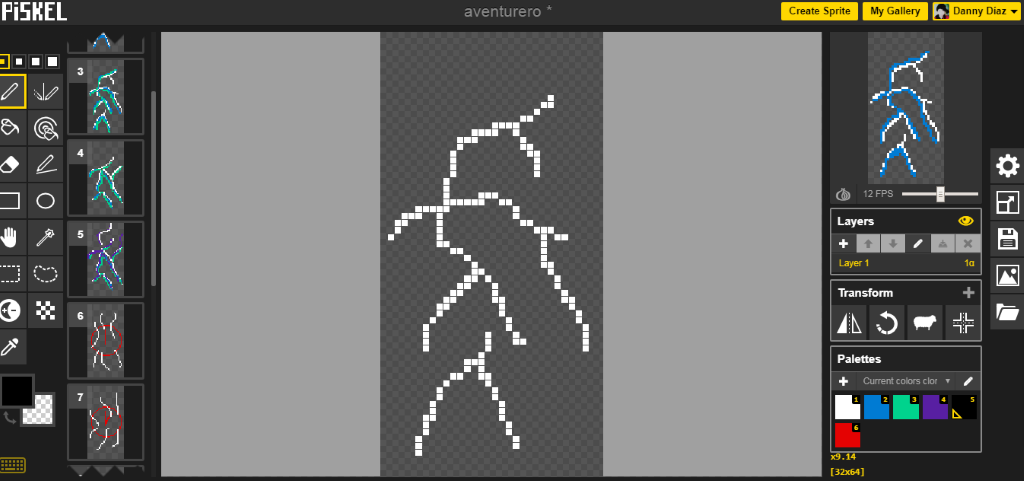 PiSKEL
aventurero *
Create Sprite
My Gallery
Danny Diaz
3
4
5
6
7
12 FPS
Layers
Layer 1
1α
Transform
Palettes
Current colors clor
1
2
3
4
5
6
x9.14
[32x64]